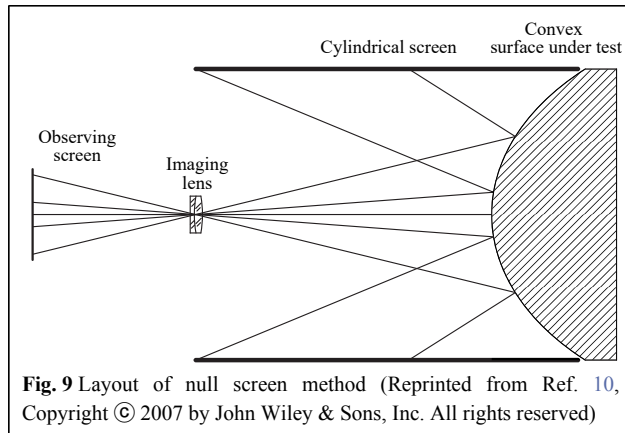 Convex
Cylindrical screen surface under test
Observing
screen
Imaging
lens
Fig. 9 Layout of null screen method (Reprinted from Ref. 10,
Copyright ⓒ 2007 by John Wiley & Sons, Inc. All rights reserved)